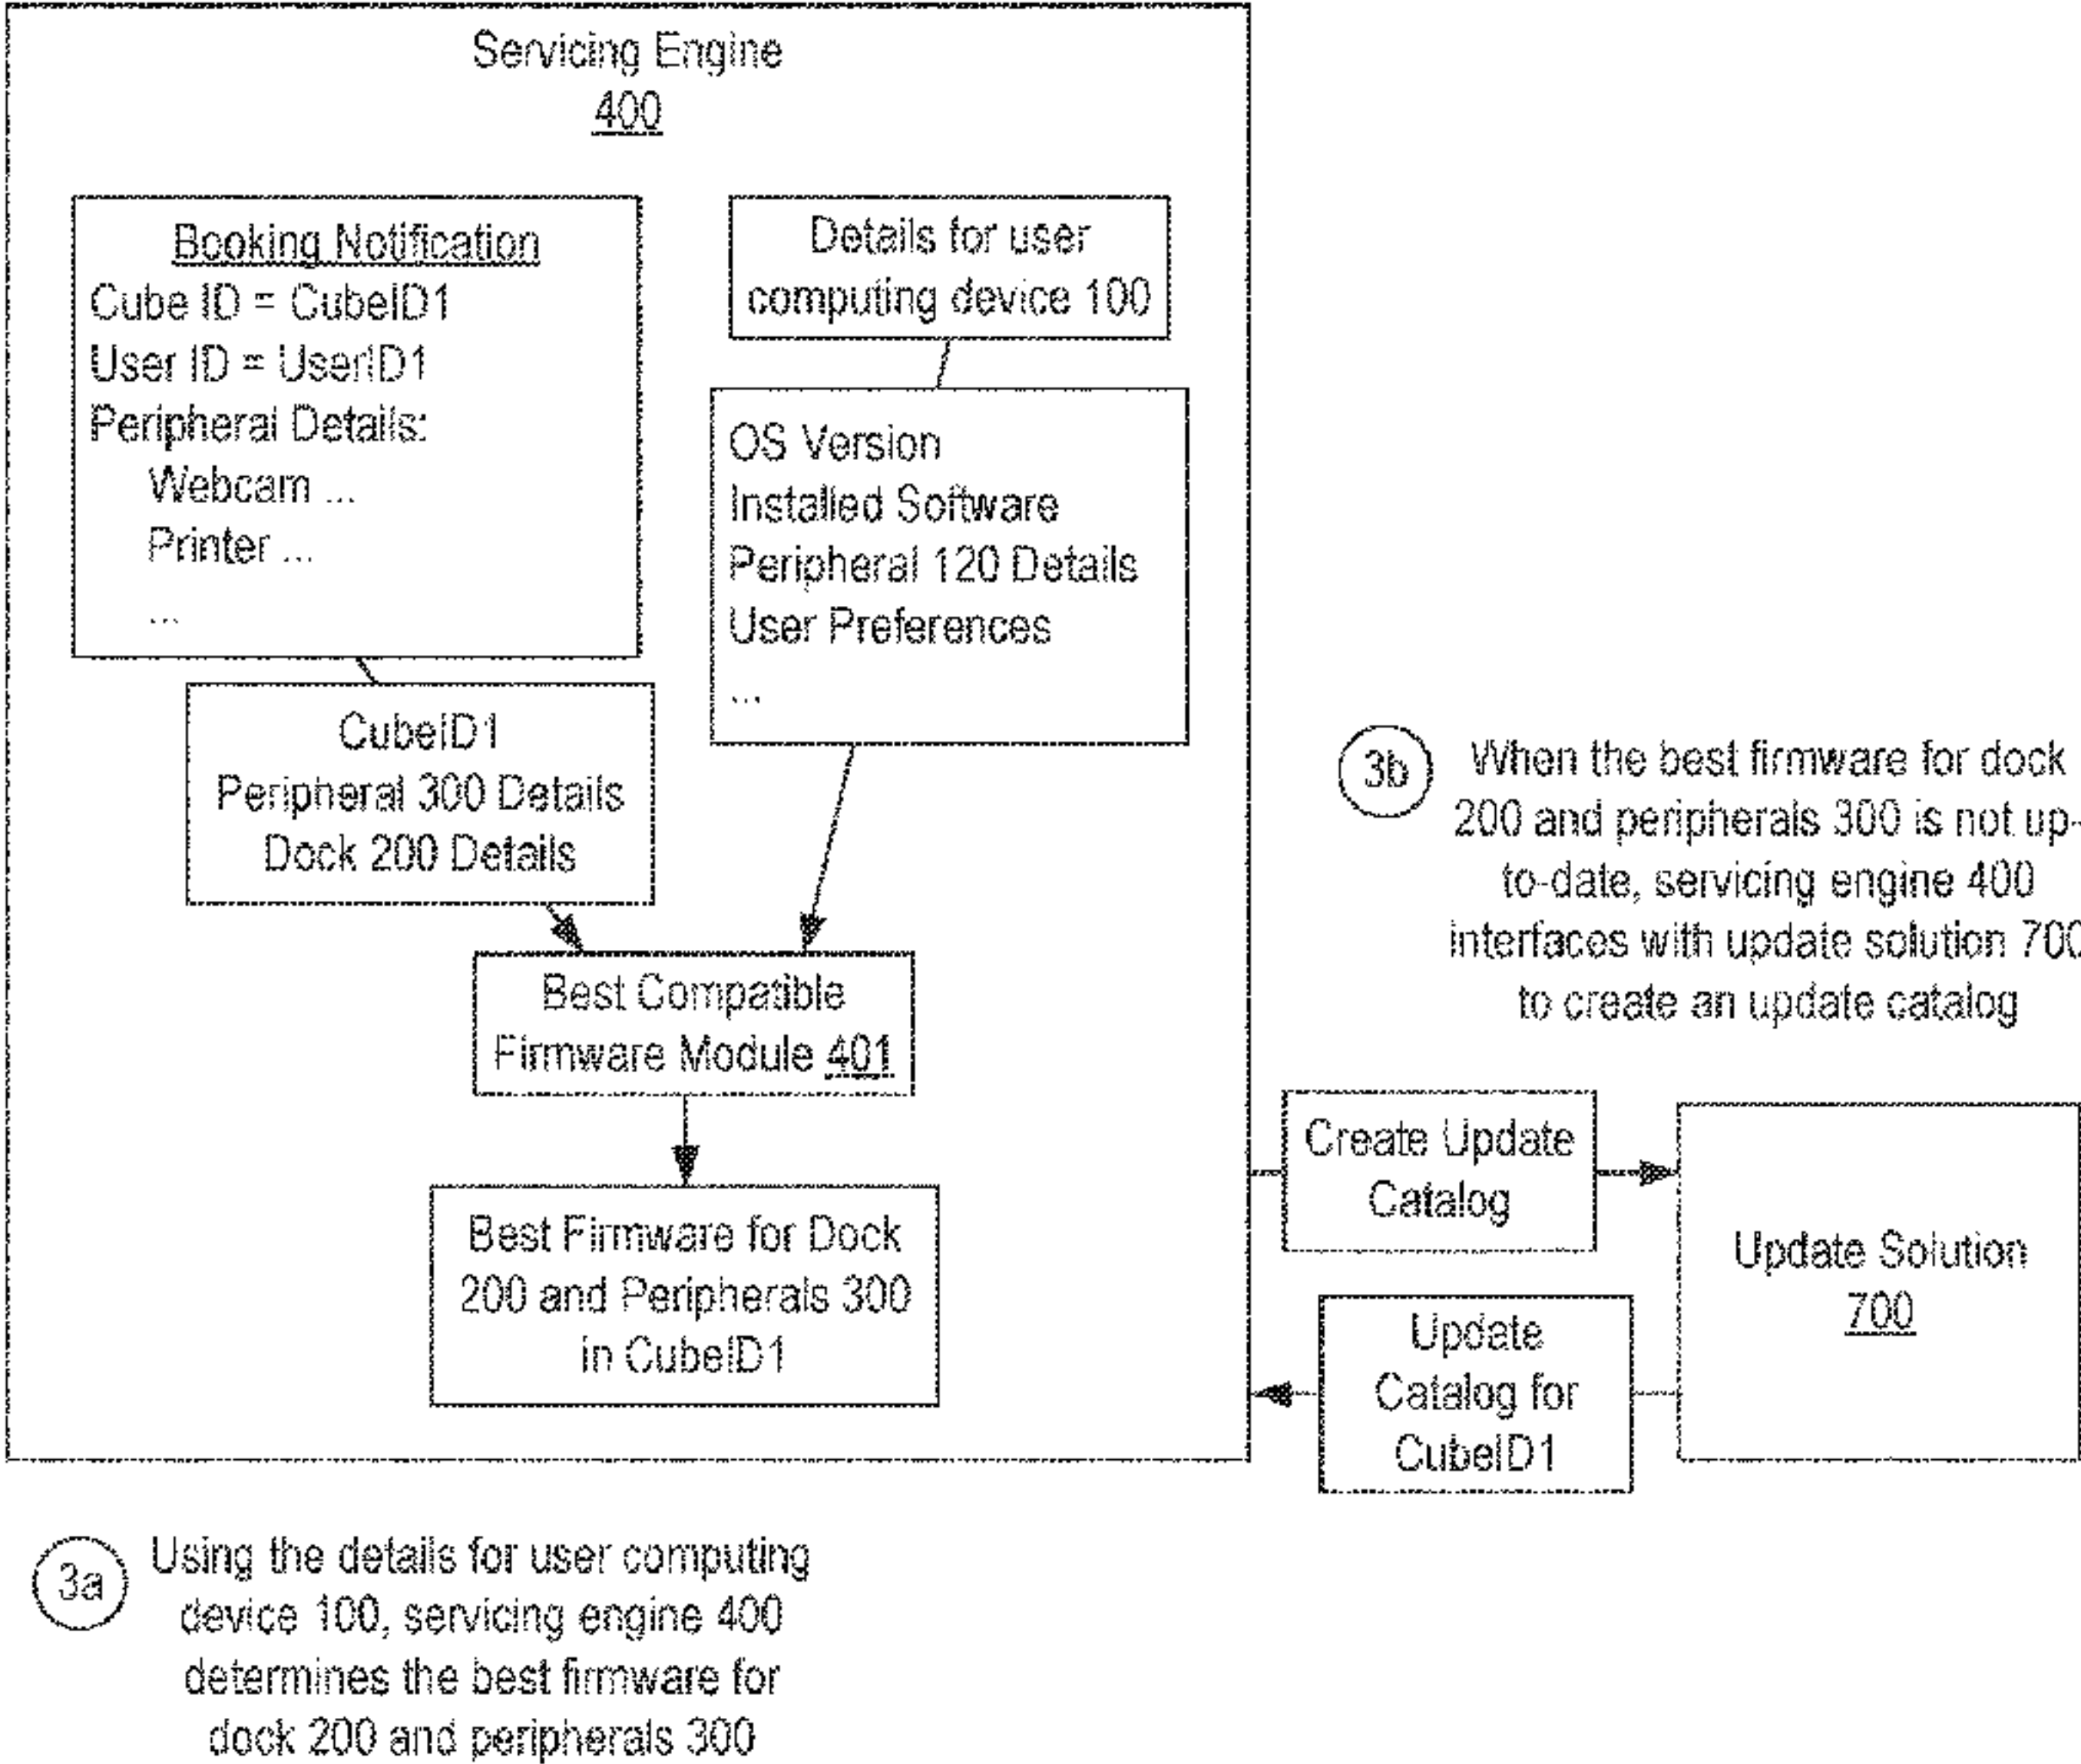 Servicing Engine
400
Booking Notification
Cube ID = CubeID1
User ID = UserID1
Peripheral Details:
Webcam ...
Printer ...
...
Details for user
computing device 100
OS Version
Installed Software
Peripheral 120 Details
User Preferences
...
CubeID1
Peripheral 300 Details
Dock 200 Details
Best Compatible
Firmware Module 401
Best Firmware for Dock
200 and Peripherals 300
in CubeID1
3b
When the best firmware for dock
200 and peripherals 300 is not up-
to-date, servicing engine 400
interfaces with update solution 700
to create an update catalog
Create Update
Catalog
Update Solution
700
Update
Catalog for
CubeID1
3a
Using the details for user computing
device 100, servicing engine 400
determines the best firmware for
dock 200 and peripherals 300